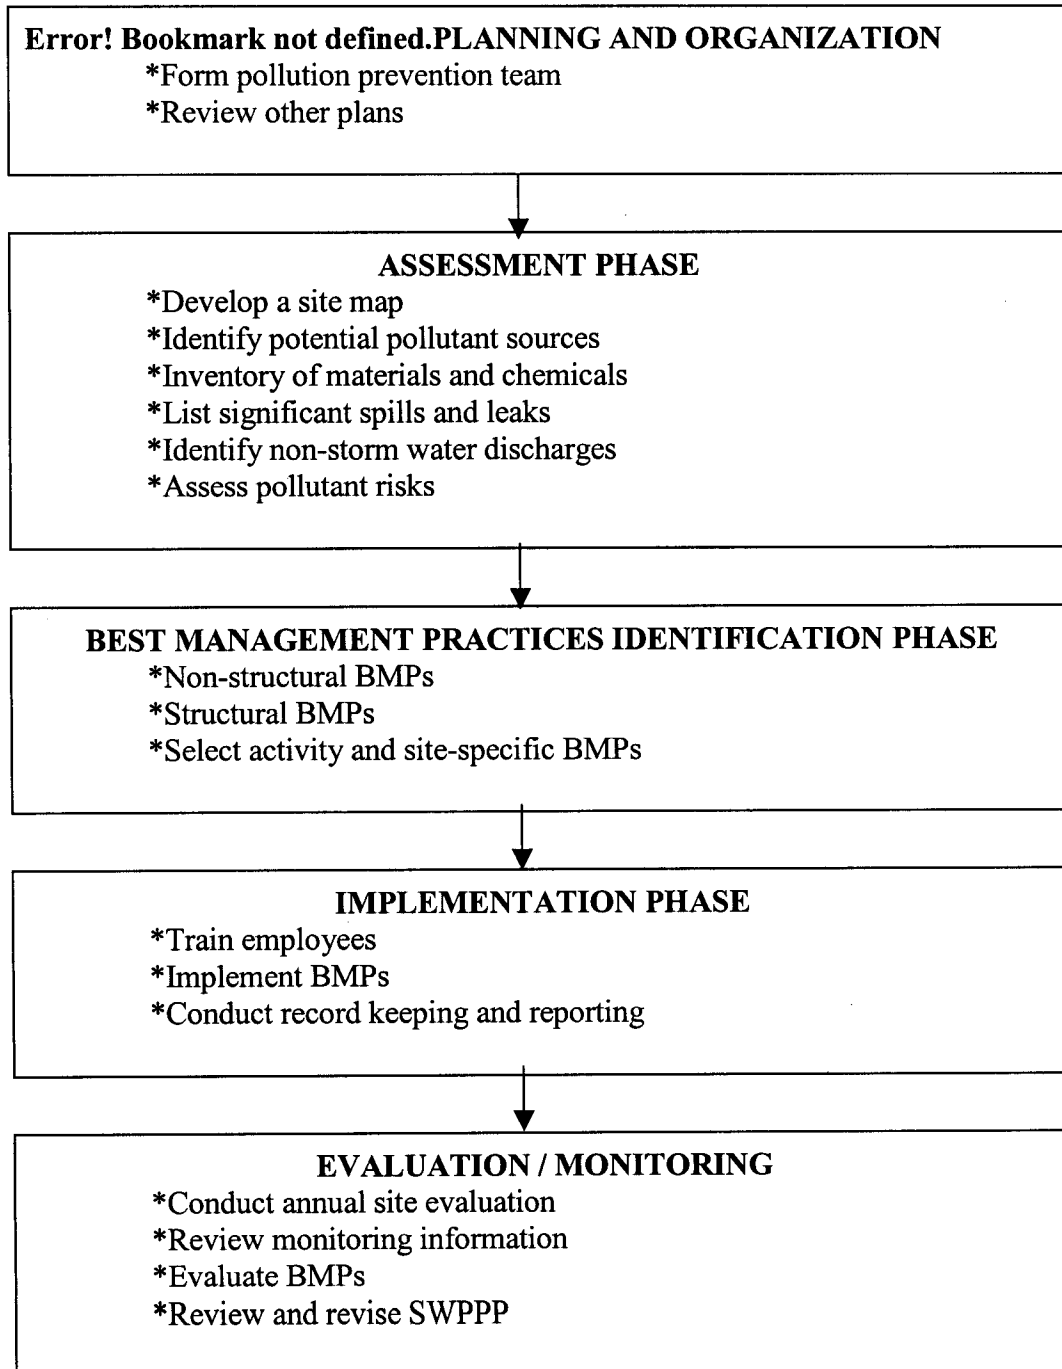 Error! Bookmark not defined.PLANNING AND ORGANIZATION
*Form pollution prevention team
*Review other plans
ASSESSMENT PHASE
*Develop a site map
*Identify potential pollutant sources
*Inventory of materials and chemicals
*List significant spills and leaks
*Identify non-storm water discharges
*Assess pollutant risks
BEST MANAGEMENT PRACTICES IDENTIFICATION PHASE
*Non-structural BMPs
*Structural BMPs
*Select activity and site-specific BMPs
IMPLEMENTATION PHASE
*Train employees
*Implement BMPs
*Conduct record keeping and reporting
EVALUATION / MONITORING
*Conduct annual site evaluation
*Review monitoring information
*Evaluate BMPs
*Review and revise SWPPP